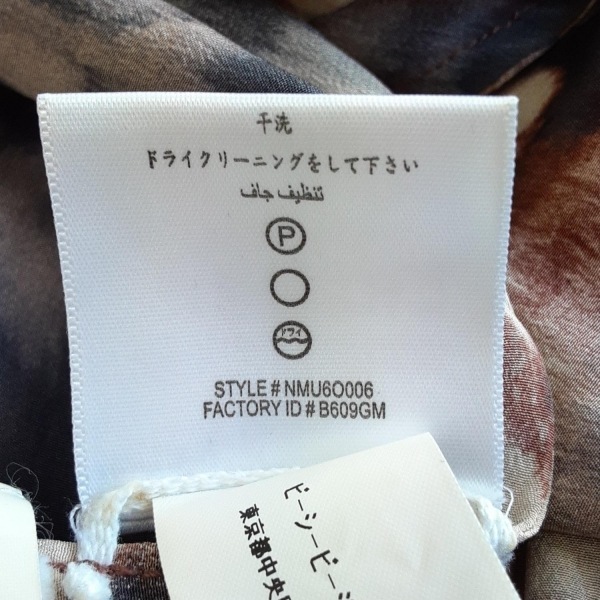 干洗
ドライクリーニングをして下さい
تنظيف جاف
P
ドライ
STYLE # NMU6O006
FACTORY ID # B609GM
ビーシービージ
東京都中央